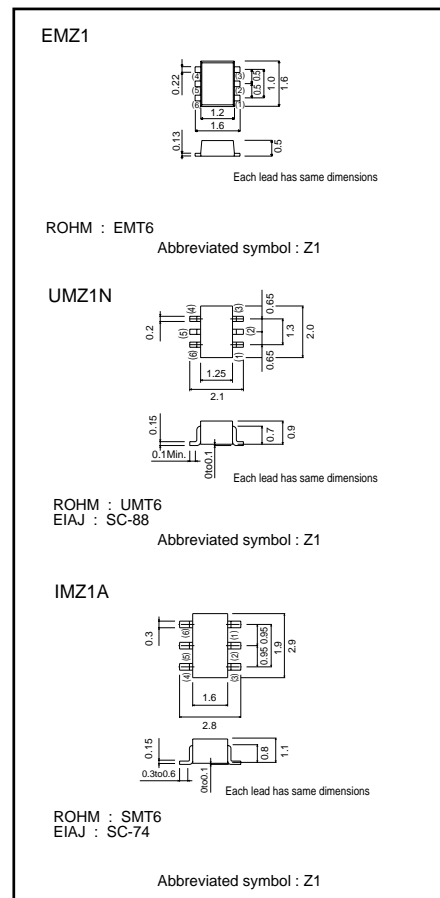 EMZ1
0.22
(4)
(3)
(5)
(2)
(6)
(1)
0.5 0.5
1.0
1.6
1.2
1.6
0.13
0.5
Each lead has same dimensions
ROHM : EMT6
Abbreviated symbol : Z1
UMZ1N
0.2
(4)
(3)
(5)
(2)
(6)
(1)
0.65
0.65
1.3
2.0
1.25
2.1
0.15
0.1Min.
0to0.1
0.7
0.9
Each lead has same dimensions
ROHM : UMT6
EIAJ : SC-88
Abbreviated symbol : Z1
IMZ1A
0.3
(6)
(1)
(5)
(2)
(4)
(3)
0.95 0.95
1.9
2.9
1.6
2.8
0.15
0.3to0.6
0to0.1
0.8
1.1
Each lead has same dimensions
ROHM : SMT6
EIAJ : SC-74
Abbreviated symbol : Z1